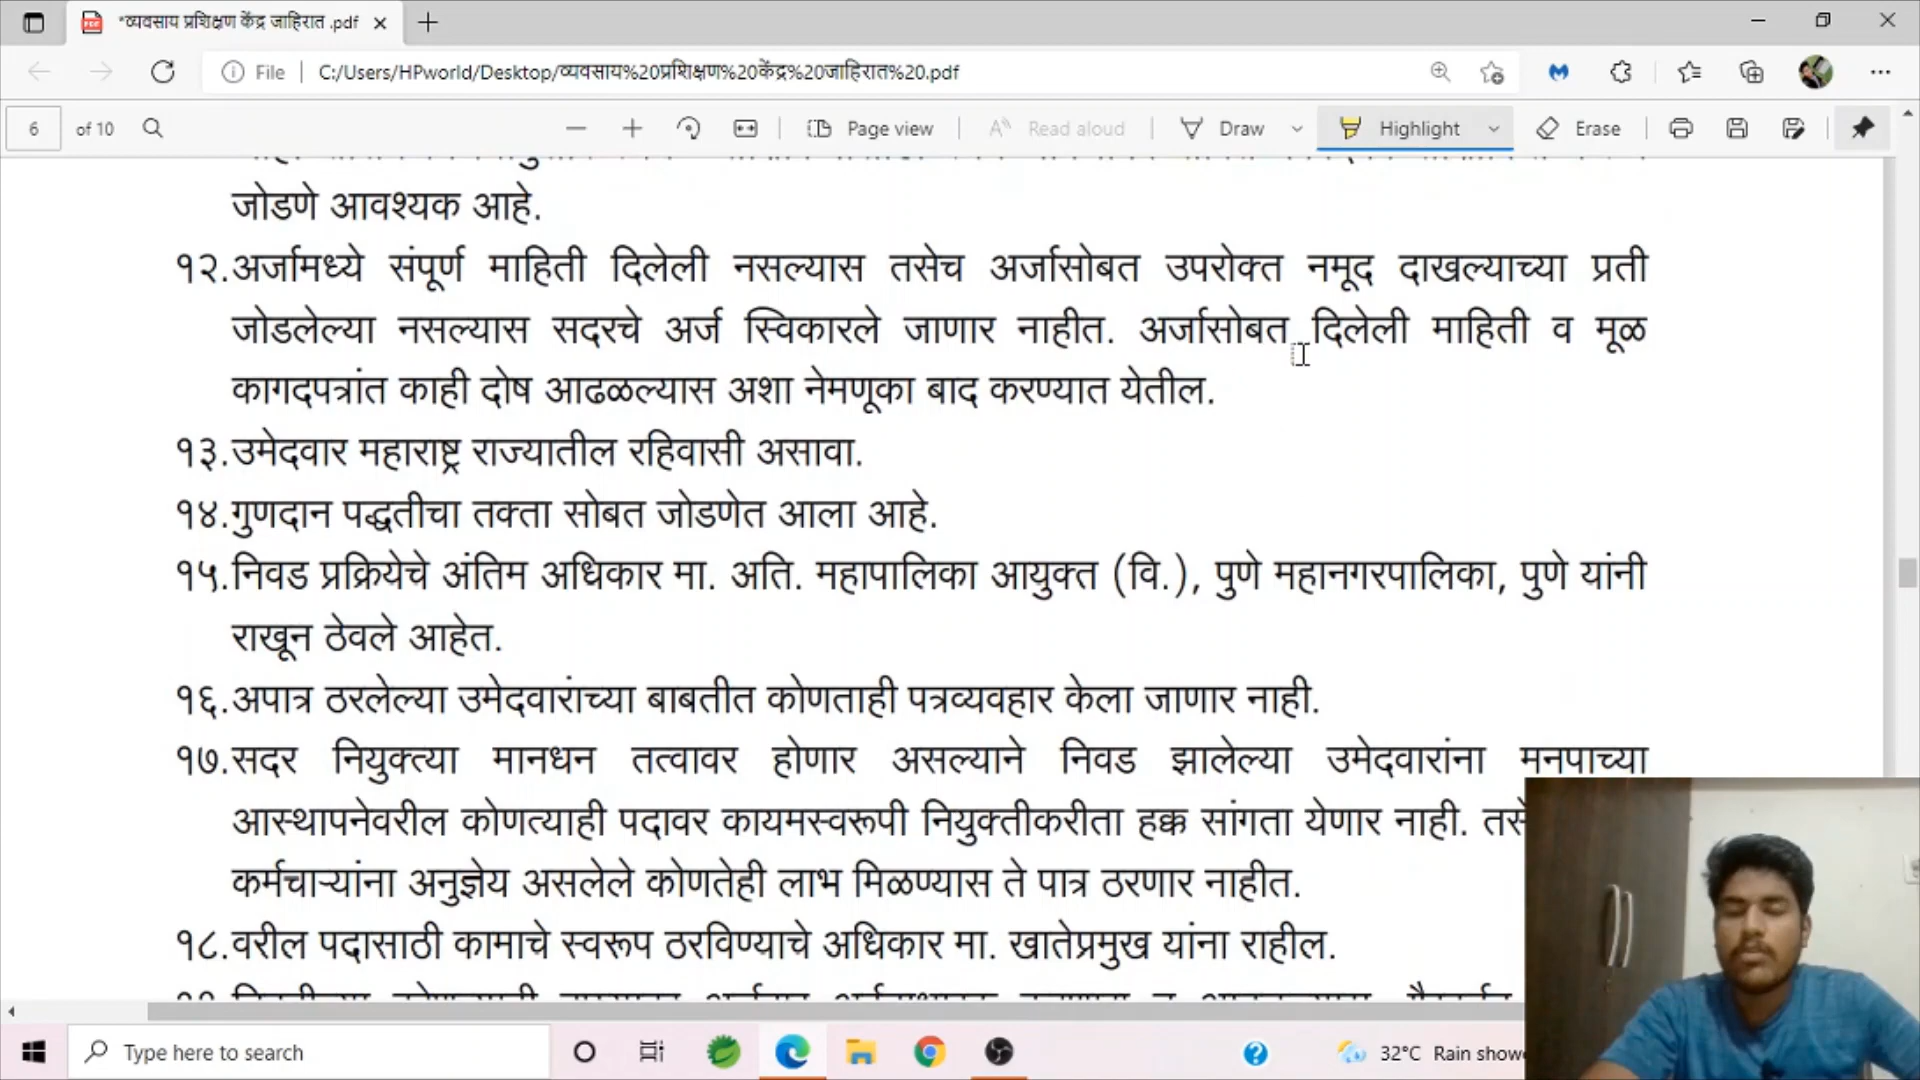 *व्यवसाय प्रशिक्षण केंद्र जाहिरात .pdf
File
C:/Users/HPworld/Desktop/व्यवसाय%20प्रशिक्षण%20केंद्र%20जाहिरात%20.pdf
6 of 10 Page view Read aloud Draw Highlight Erase
जोडणे आवश्यक आहे.
१२.अर्जामध्ये संपूर्ण माहिती दिलेली नसल्यास तसेच अर्जासोबत उपरोक्त नमूद दाखल्याच्या प्रती
जोडलेल्या नसल्यास सदरचे अर्ज स्विकारले जाणार नाहीत. अर्जासोबत दिलेली माहिती व मूळ
कागदपत्रांत काही दोष आढळल्यास अशा नेमणूका बाद करण्यात येतील.
१३.उमेदवार महाराष्ट्र राज्यातील रहिवासी असावा.
१४.गुणदान पद्धतीचा तक्ता सोबत जोडणेत आला आहे.
१५.निवड प्रक्रियेचे अंतिम अधिकार मा. अति. महापालिका आयुक्त (वि.), पुणे महानगरपालिका, पुणे यांनी
राखून ठेवले आहेत.
१६.अपात्र ठरलेल्या उमेदवारांच्या बाबतीत कोणताही पत्रव्यवहार केला जाणार नाही.
१७.सदर नियुक्त्या मानधन तत्वावर होणार असल्याने निवड झालेल्या उमेदवारांना मनपाच्या
आस्थापनेवरील कोणत्याही पदावर कायमस्वरूपी नियुक्तीकरीता हक्क सांगता येणार नाही.
कर्मचाऱ्यांना अनुज्ञेय असलेले कोणतेही लाभ मिळण्यास ते पात्र ठरणार नाहीत.
१८.वरील पदासाठी कामाचे स्वरूप ठरविण्याचे अधिकार मा. खातेप्रमुख यांना राहील.
Type here to search
32°C Rain